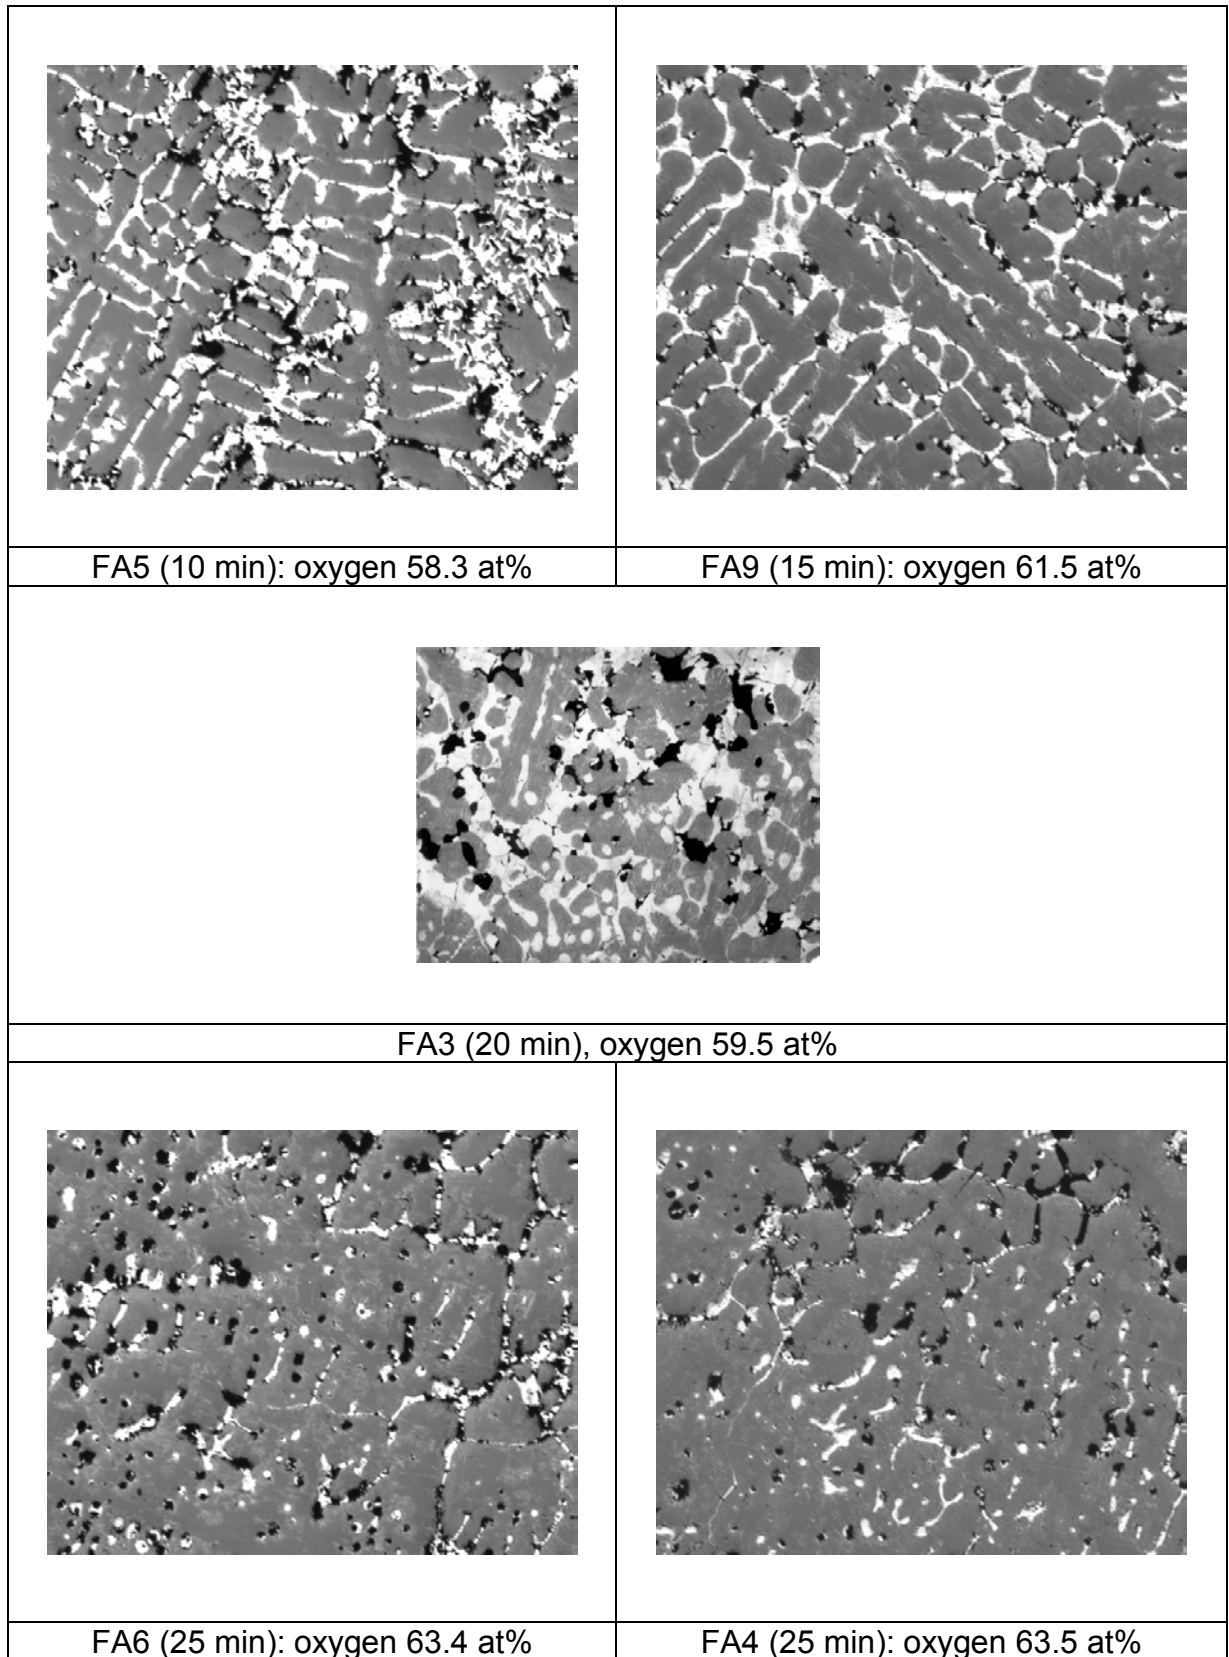 FA5 (10 min): oxygen 58.3 at%
FA9 (15 min): oxygen 61.5 at%
FA3 (20 min), oxygen 59.5 at%
FA6 (25 min): oxygen 63.4 at%
FA4 (25 min): oxygen 63.5 at%